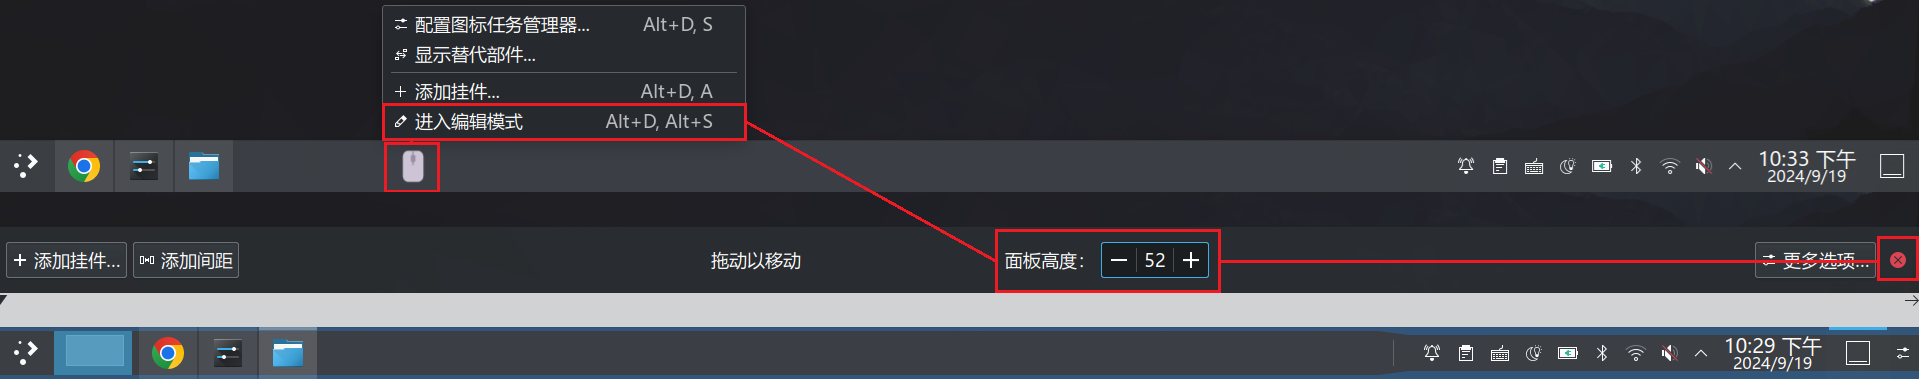 配置图标任务管理器... Alt+D, S
显示替代部件...
添加挂件... Alt+D, A
进入编辑模式 Alt+D, Alt+S
10:33 下午
2024/9/19
添加挂件... 添加间距 拖动以移动 面板高度： 52 更多选项...
10:29 下午
2024/9/19